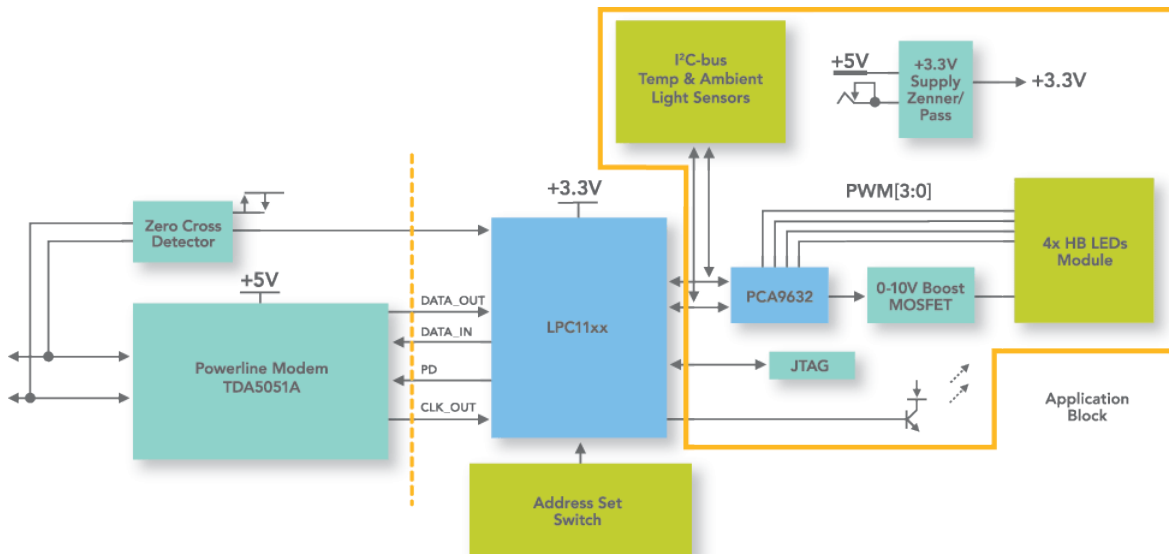 I²C-bus
Temp & Ambient
Light Sensors
+5V
+3.3V
Supply
Zenner/
Pass
+3.3V
+3.3V
PWM[3:0]
Zero Cross
Detector
4x HB LEDs
Module
+5V
DATA_OUT
PCA9632
0-10V Boost
MOSFET
LPC11xx
DATA_IN
Powerline Modem
TDA5051A
PD
JTAG
CLK_OUT
Application
Block
Address Set
Switch